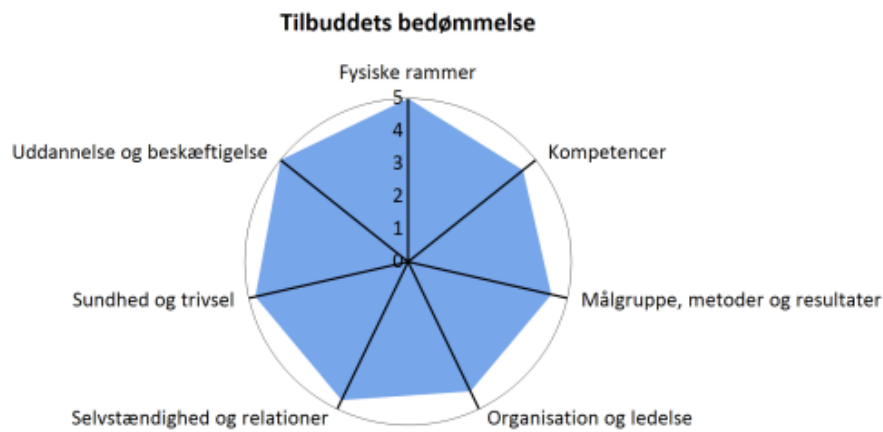 Tilbuddets bedømmelse
Fysiske rammer
5
4
3
2
1
0
Uddannelse og beskæftigelse
Kompetencer
Sundhed og trivsel
Målgruppe, metoder og resultater
Selvstændighed og relationer
Organisation og ledelse